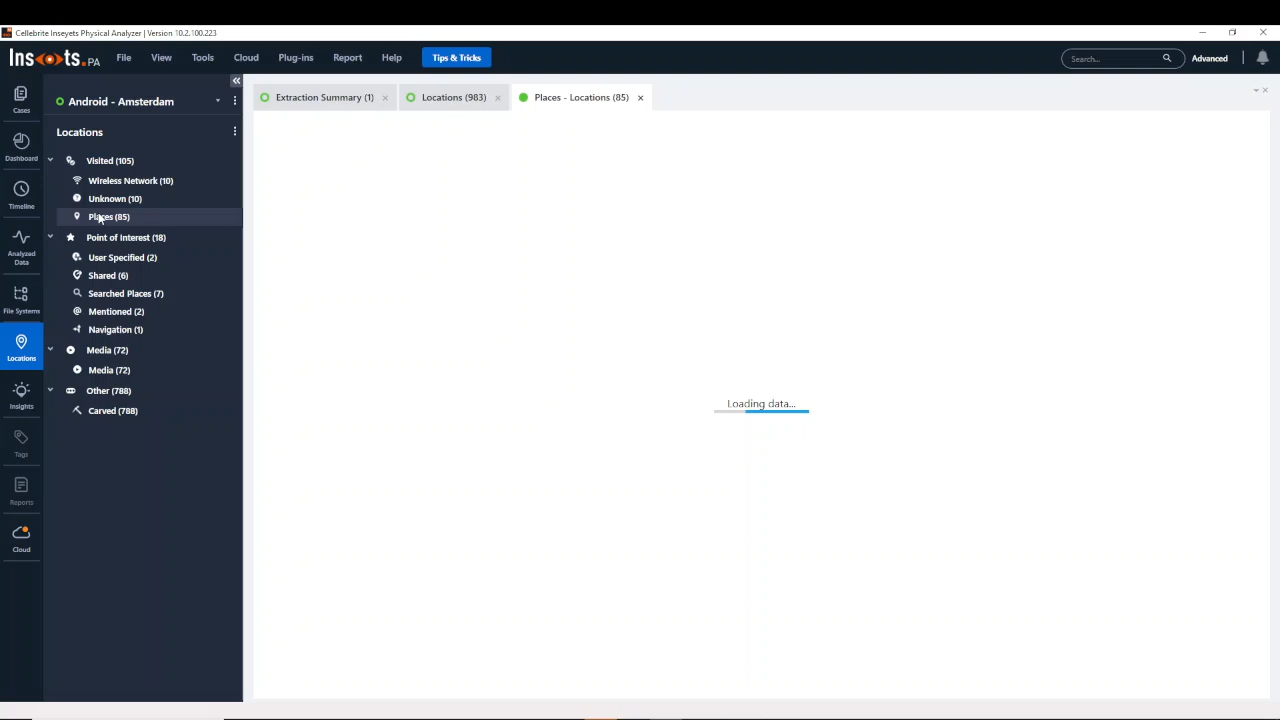 Cellebrite Inseyets Physical Analyzer | Version 10.2.100.223
Ins ts.PA File View Tools Cloud Plug-ins Report Help Tips & Tricks Search... Advanced
Cases
Dashboard
Timeline
Analyzed
Data
File Systems
Locations
Insights
Tags
Reports
Cloud
Android - Amsterdam
Locations
Visited (105)
Wireless Network (10)
Unknown (10)
Places (85)
Point of Interest (18)
User Specified (2)
Shared (6)
Searched Places (7)
Mentioned (2)
Navigation (1)
Media (72)
Media (72)
Other (788)
Carved (788)
Extraction Summary (1) Locations (983) Places - Locations (85)
Loading data...